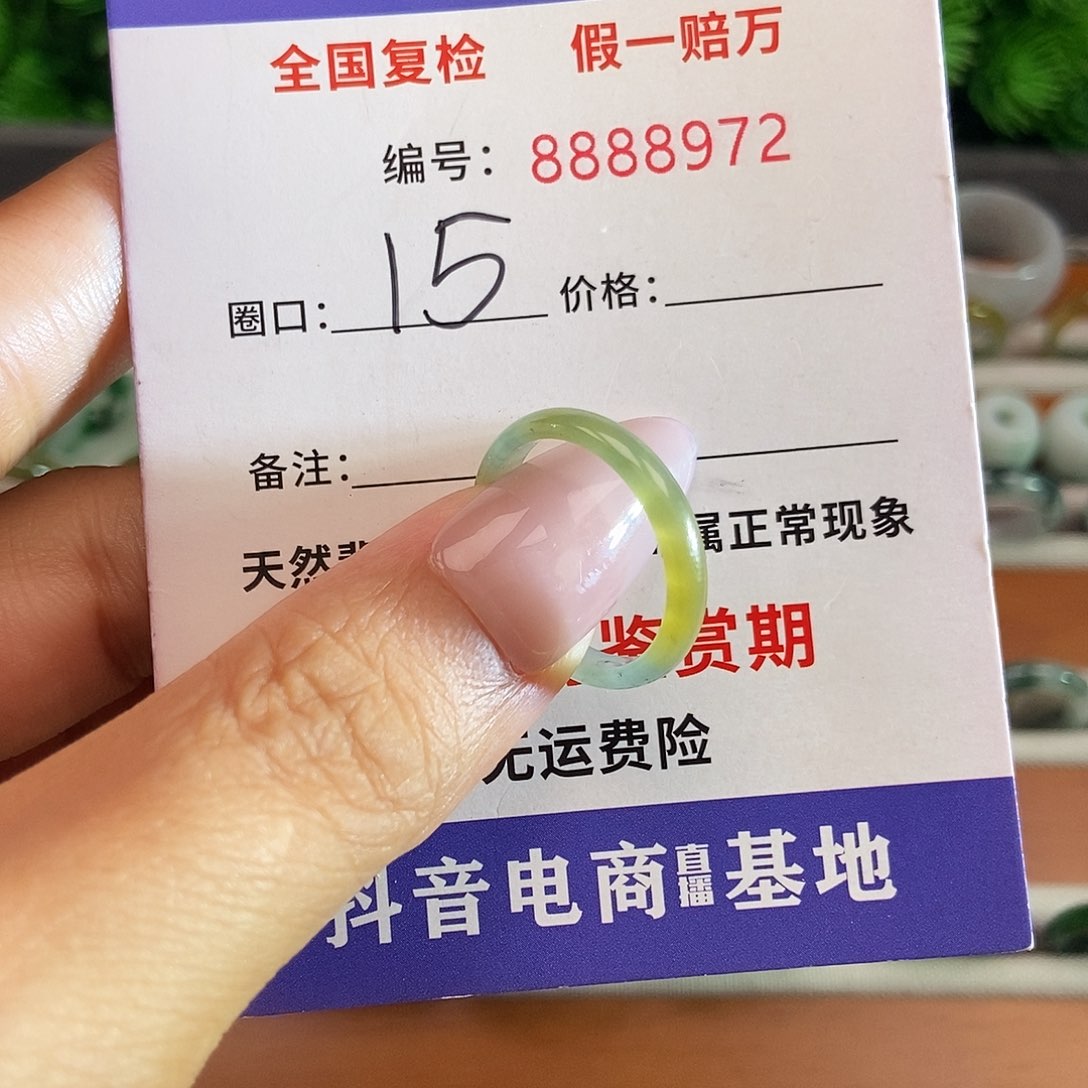 全国复检 假一赔万
编号：8888972
圈口：15 价格：
备注：
天然 属正常现象
鉴赏期
无运费险
抖音电商直播基地